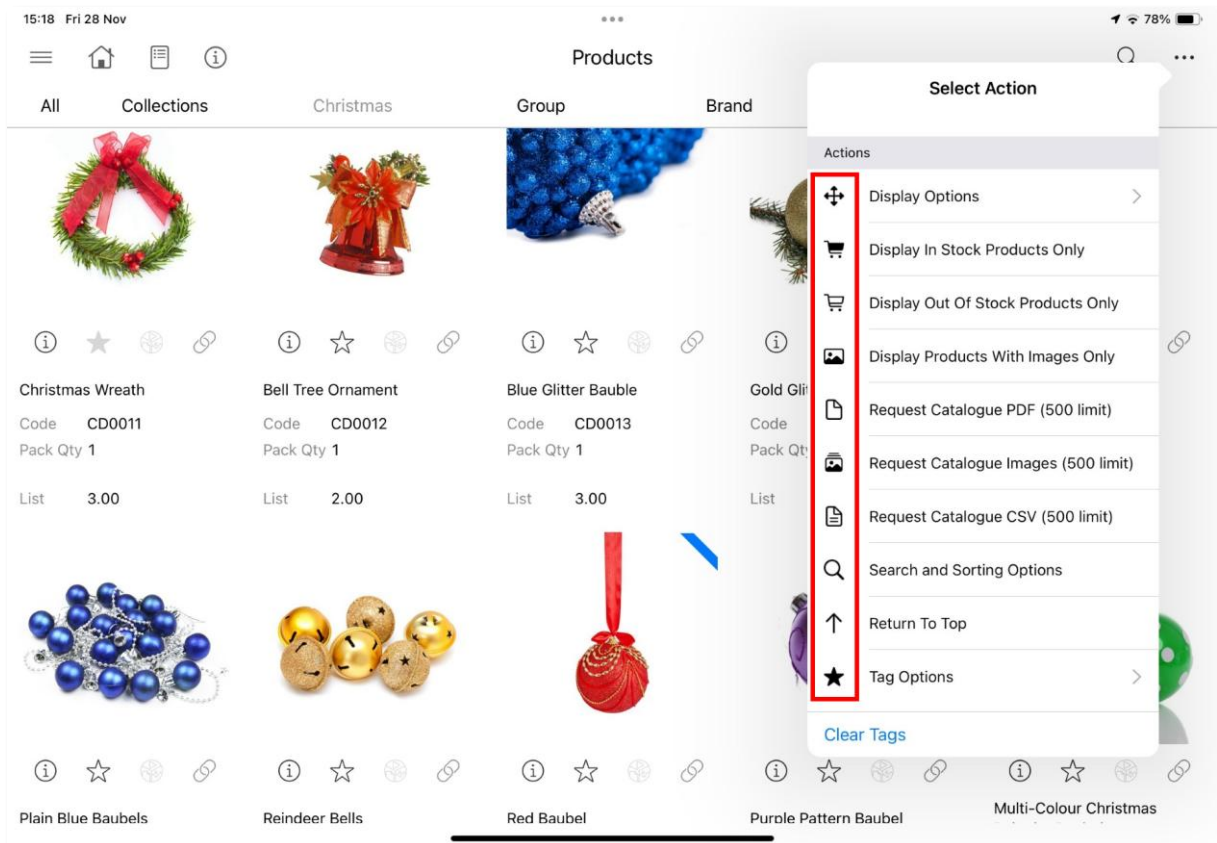 15:18 Fri 28 Nov
78%
Products
All Collections Christmas Group Brand
Select Action
Actions
Display Options
Display In Stock Products Only
Display Out Of Stock Products Only
Display Products With Images Only
Request Catalogue PDF (500 limit)
Request Catalogue Images (500 limit)
Request Catalogue CSV (500 limit)
Search and Sorting Options
Return To Top
Tag Options
Clear Tags
Christmas Wreath
Code CD0011
Pack Qty 1
List 3.00
Bell Tree Ornament
Code CD0012
Pack Qty 1
List 2.00
Blue Glitter Bauble
Code CD0013
Pack Qty 1
List 3.00
Gold Gli
Code
Pack Qt
List
Plain Blue Baubels
Reindeer Bells
Red Baubel
Purple Pattern Baubel
Multi-Colour Christmas